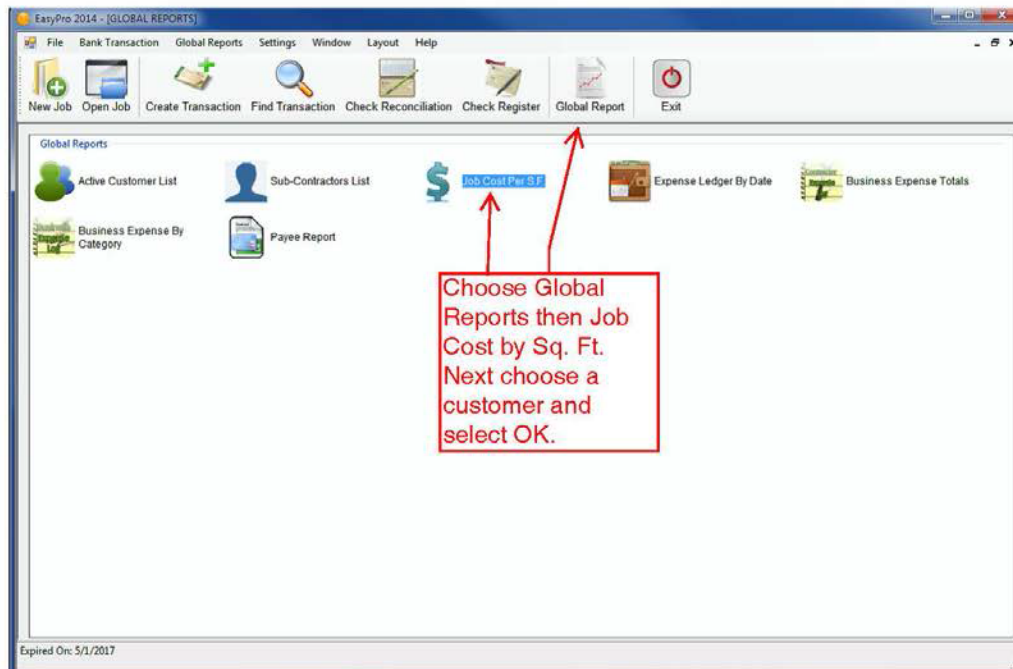 EasyPro 2014 - [GLOBAL REPORTS]
File Bank Transaction Global Reports Settings Window Layout Help
New Job Open Job Create Transaction Find Transaction Check Reconciliation Check Register Global Report Exit
Global Reports
Active Customer List
Sub-Contractors List
Job Cost Per S.F
Expense Ledger By Date
Business Expense Totals
Business Expense By
Category
Payee Report
Choose Global
Reports then Job
Cost by Sq. Ft.
Next choose a
customer and
select OK.
Expired On: 5/1/2017